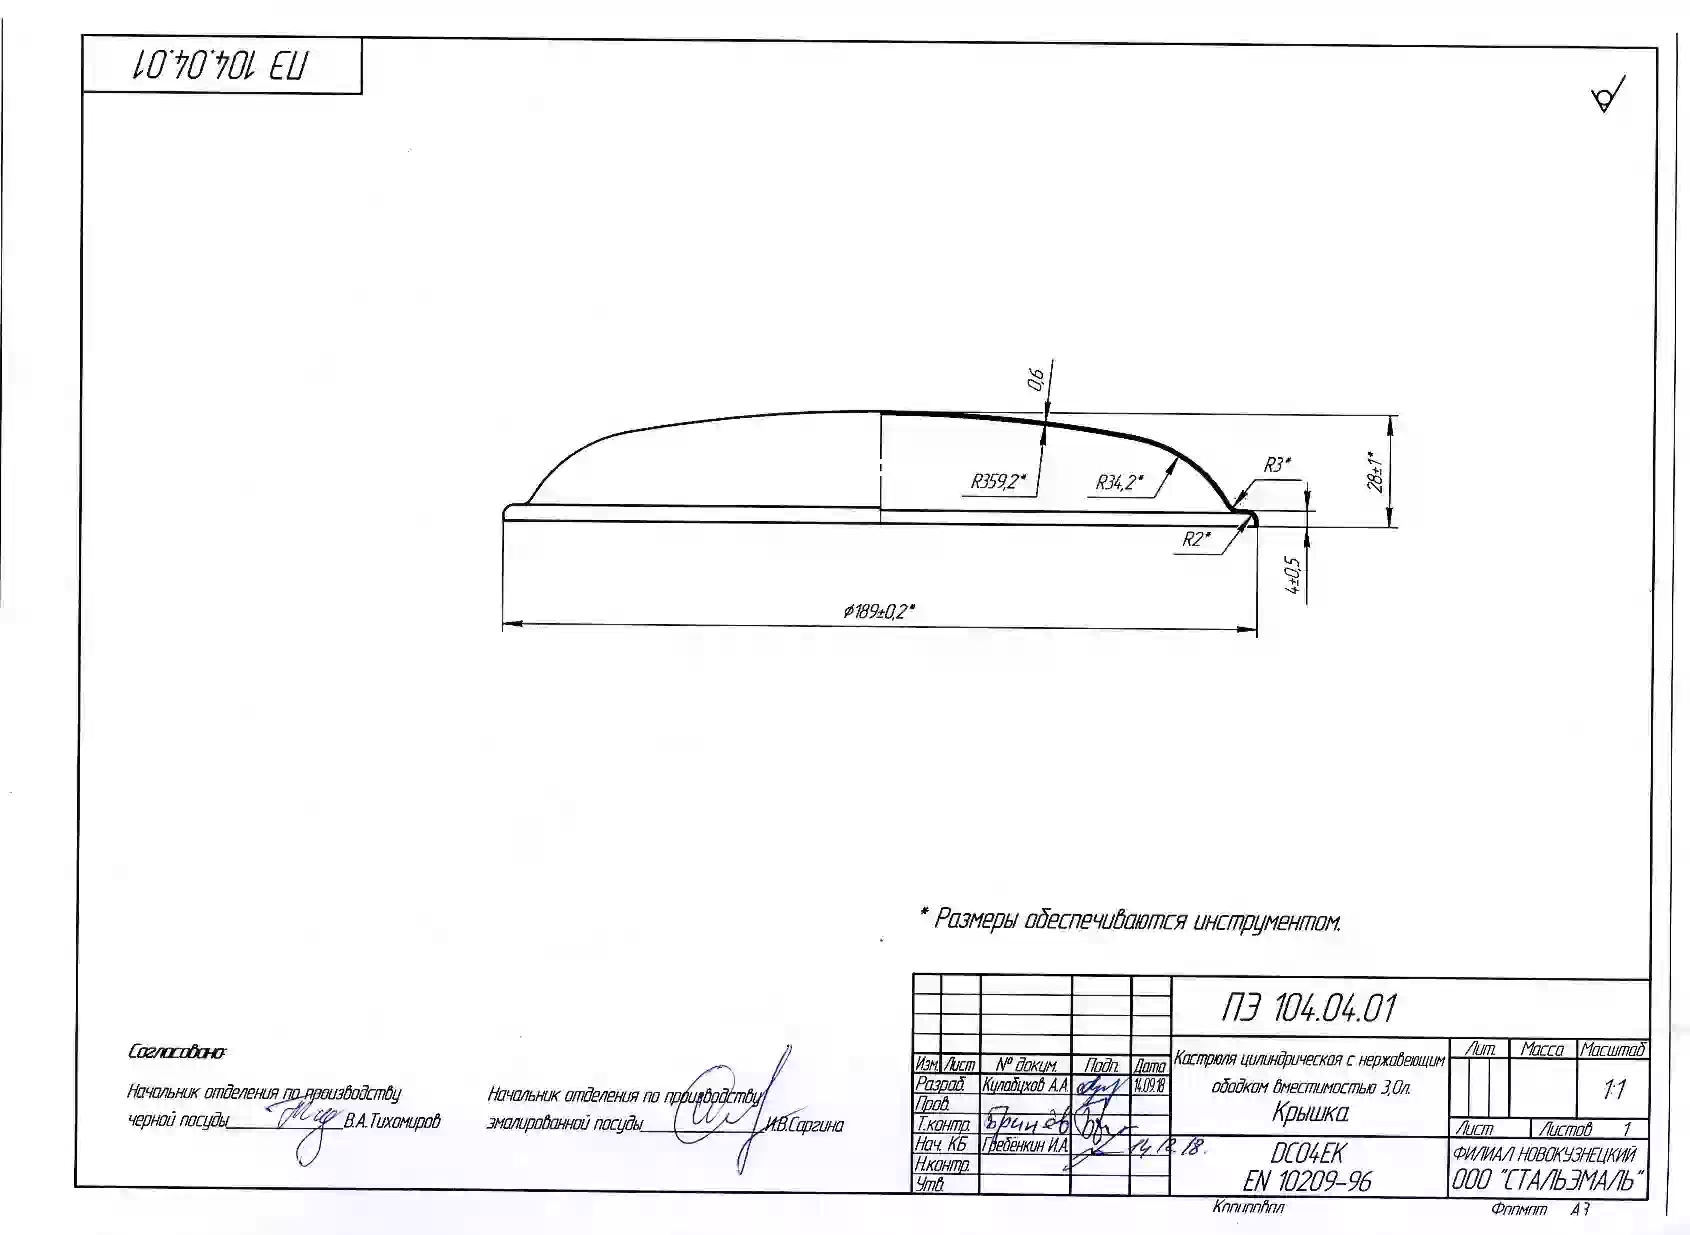 ПЭ 104.04.01
0,6
R359,2*
R34,2*
R3*
28±1*
R2*
4±0,5
⌀189±0,2*
* Размеры обеспечиваются инструментом.
Согласовано:
Начальник отделения по производству
черной посуды В.А. Тихомиров
Начальник отделения по производству
эмалированной посуды И.В.Саргина
ПЭ 104.04.01
Изм. Лист № докум. Подп. Дата
Разраб. Кулабухов А.А. 14.09.18
Пров.
Т.контр.
Нач. КБ Гребёнкин И.А. 14.12.18.
Н.контр.
Утв.
Кастрюля цилиндрическая с нержавеющим
ободком вместимостью 3,0л.
Крышка
Лит. Масса Масштаб
1:1
Лист Листов 1
DC04EK
EN 10209-96
ФИЛИАЛ НОВОКУЗНЕЦКИЙ
ООО "СТАЛЬЭМАЛЬ"
Копировал Формат А3